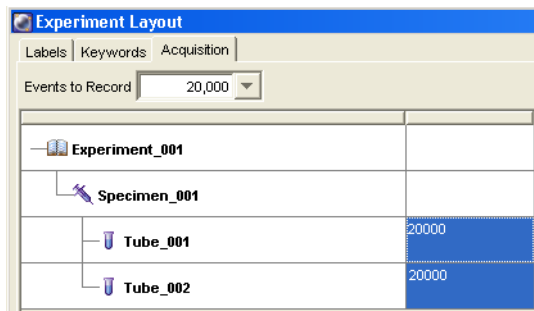 Experiment Layout
Labels Keywords Acquisition
Events to Record 20,000
Experiment_001
Specimen_001
Tube_001 20000
Tube_002 20000